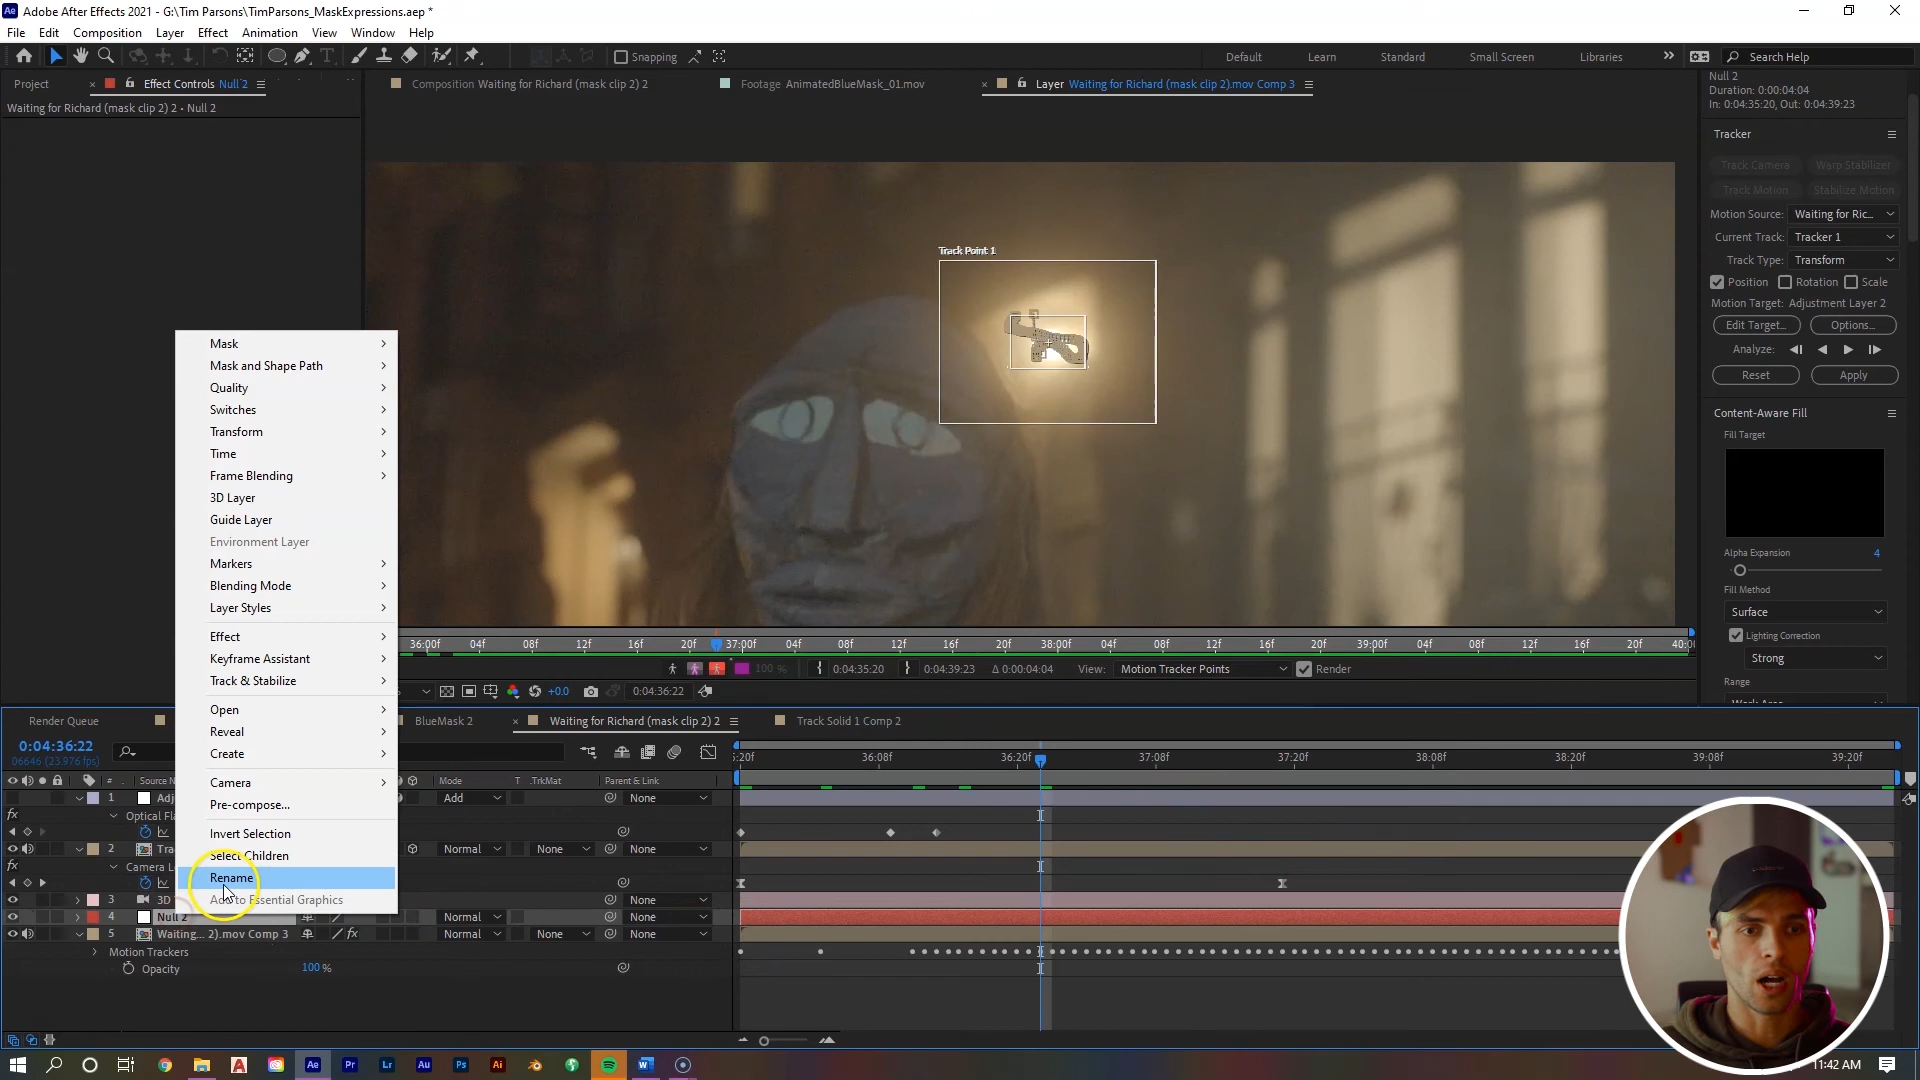 Adobe After Effects 2021 - G:\Tim Parsons\TimParsons_MaskExpressions.aep *
File Edit Composition Layer Effect Animation View Window Help
Snapping Default Learn Standard Small Screen Libraries Search Help
Project Effect Controls Null 2 Composition Waiting for Richard (mask clip 2) 2 Footage AnimatedBlueMask_01.mov Layer Waiting for Richard (mask clip 2).mov Comp 3
Waiting for Richard (mask clip 2) 2 • Null 2
Null 2
Duration: 0:00:04:04
In: 0:04:35:20, Out: 0:04:39:23
Tracker
Track Camera Warp Stabilizer
Track Motion Stabilize Motion
Motion Source: Waiting for Ric...
Current Track: Tracker 1
Track Type: Transform
Position Rotation Scale
Motion Target: Adjustment Layer 2
Edit Target... Options...
Analyze:
Reset Apply
Content-Aware Fill
Fill Target
Alpha Expansion 4
Fill Method
Surface
Lighting Correction
Strong
Range
Track Point 1
Mask
Mask and Shape Path
Quality
Switches
Transform
Time
Frame Blending
3D Layer
Guide Layer
Environment Layer
Markers
Blending Mode
Layer Styles
Effect
Keyframe Assistant
Track & Stabilize
Open
Reveal
Create
Camera
Pre-compose...
Invert Selection
Select Children
Rename
Add to Essential Graphics
36:00f 04f 08f 12f 16f 20f 37:00f 04f 08f 12f 16f 20f 38:00f 04f 08f 12f 16f 20f 39:00f 04f 08f 12f 16f 20f 40:0
100 % 0:04:35:20 0:04:39:23 Δ 0:00:04:04 View: Motion Tracker Points Render
+0.0 0:04:36:22
Render Queue BlueMask 2 Waiting for Richard (mask clip 2) 2 Track Solid 1 Comp 2
0:04:36:22
06646 (23.976 fps)
:20f 36:08f 36:20f 37:08f 37:20f 38:08f 38:20f 39:08f 39:20f
# Source N Mode T .TrkMat Parent & Link
1 Adj Add None
fx Optical Fla
2 Tra Normal None None
fx Camera L
3 3D None
4 Null 2 Normal None
5 Waiting... 2).mov Comp 3 fx Normal None None
Motion Trackers
Opacity 100 %
Ae Pr Lr Au Ps Ai 11:42 AM